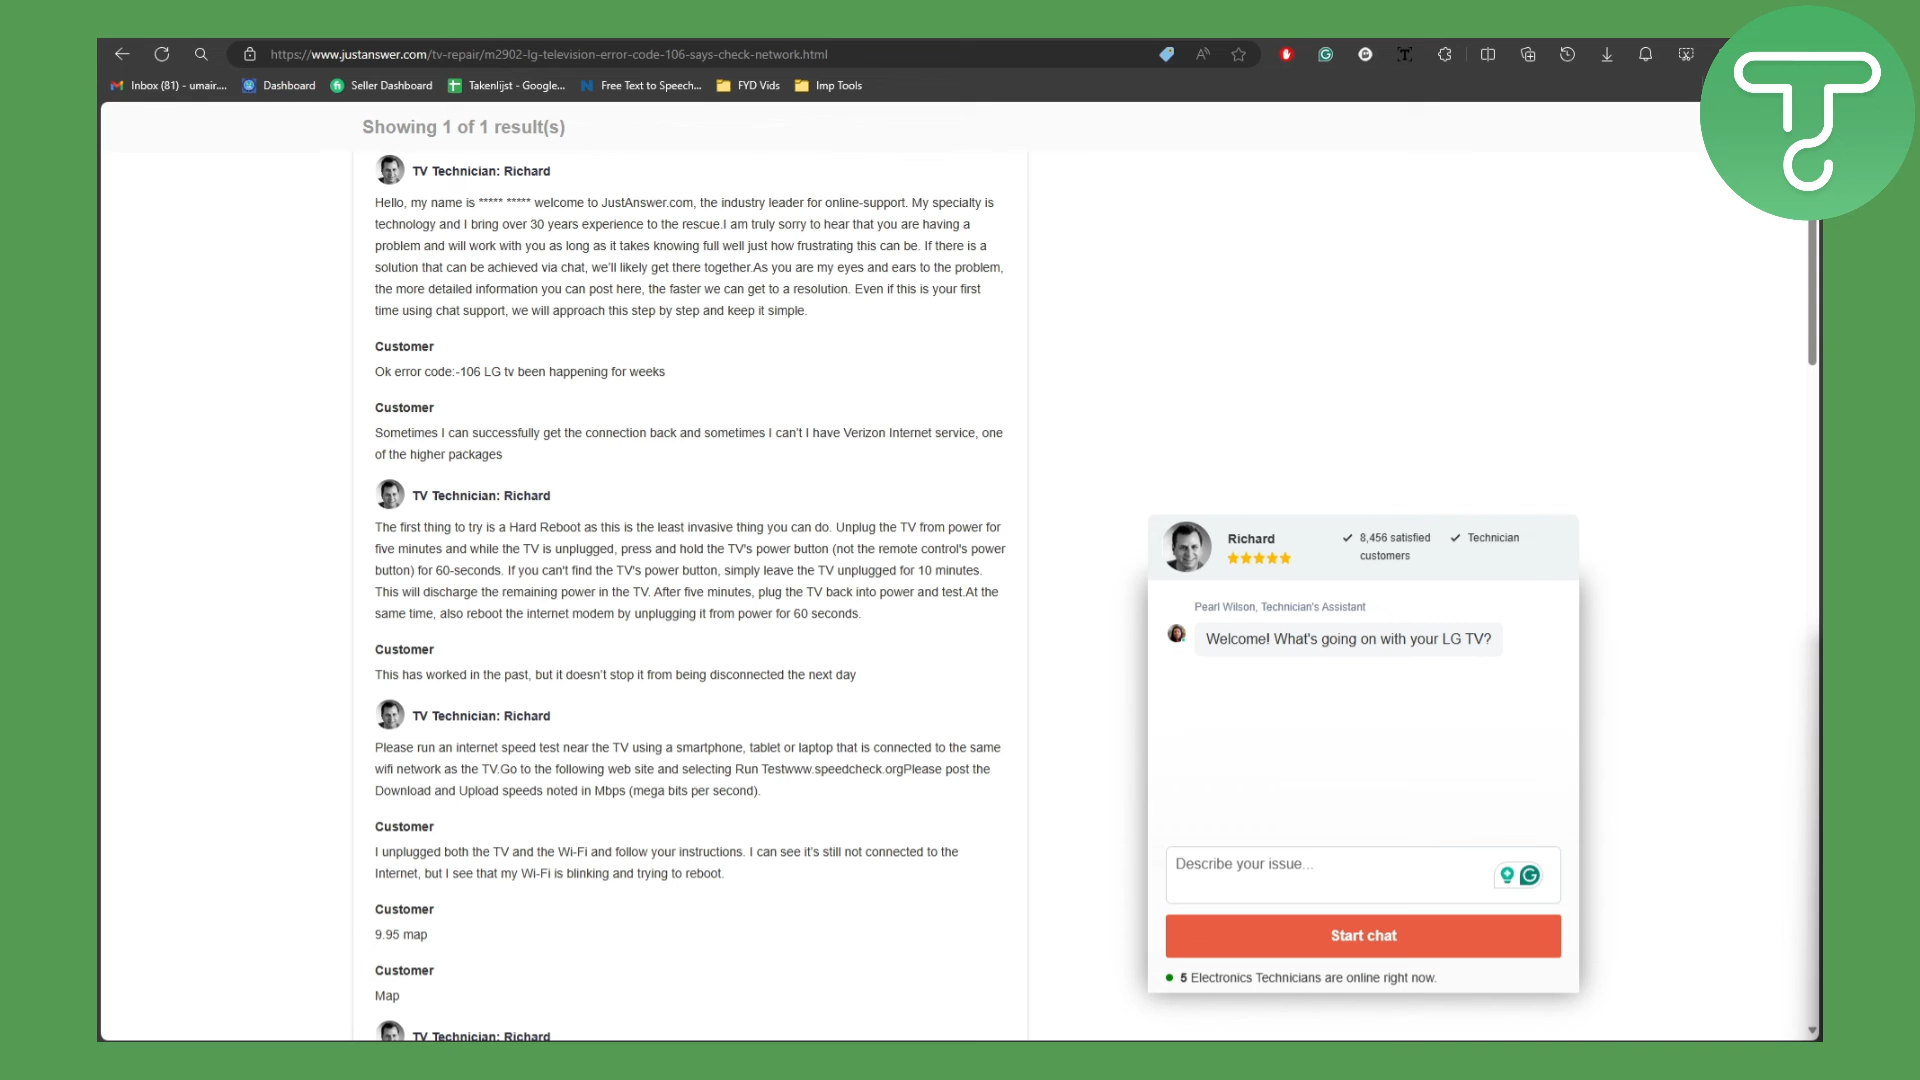 https://www.justanswer.com/tv-repair/m2902-lg-television-error-code-106-says-check-network.html
Inbox (81) - umair.... Dashboard Seller Dashboard Takenlijst - Google... Free Text to Speech... FYD Vids Imp Tools
Showing 1 of 1 result(s)
TV Technician: Richard
Hello, my name is ***** ***** welcome to JustAnswer.com, the industry leader for online-support. My specialty is
technology and I bring over 30 years experience to the rescue.I am truly sorry to hear that you are having a
problem and will work with you as long as it takes knowing full well just how frustrating this can be. If there is a
solution that can be achieved via chat, we'll likely get there together.As you are my eyes and ears to the problem,
the more detailed information you can post here, the faster we can get to a resolution. Even if this is your first
time using chat support, we will approach this step by step and keep it simple.
Customer
Ok error code:-106 LG tv been happening for weeks
Customer
Sometimes I can successfully get the connection back and sometimes I can't I have Verizon Internet service, one
of the higher packages
TV Technician: Richard
The first thing to try is a Hard Reboot as this is the least invasive thing you can do. Unplug the TV from power for
five minutes and while the TV is unplugged, press and hold the TV's power button (not the remote control's power
button) for 60-seconds. If you can't find the TV's power button, simply leave the TV unplugged for 10 minutes.
This will discharge the remaining power in the TV. After five minutes, plug the TV back into power and test.At the
same time, also reboot the internet modem by unplugging it from power for 60 seconds.
Customer
This has worked in the past, but it doesn't stop it from being disconnected the next day
TV Technician: Richard
Please run an internet speed test near the TV using a smartphone, tablet or laptop that is connected to the same
wifi network as the TV.Go to the following web site and selecting Run Testwww.speedcheck.orgPlease post the
Download and Upload speeds noted in Mbps (mega bits per second).
Customer
I unplugged both the TV and the Wi-Fi and follow your instructions. I can see it's still not connected to the
Internet, but I see that my Wi-Fi is blinking and trying to reboot.
Customer
9.95 map
Customer
Map
TV Technician: Richard
Richard
8,456 satisfied
customers
Technician
Pearl Wilson, Technician's Assistant
Welcome! What's going on with your LG TV?
Describe your issue...
Start chat
5 Electronics Technicians are online right now.